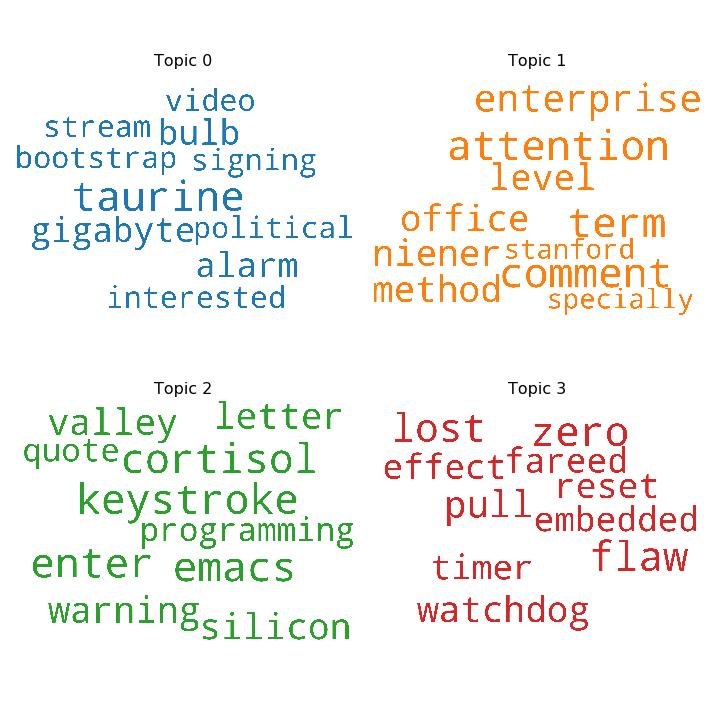 Topic 0
video
stream bulb
bootstrap signing
taurine
gigabyte political
alarm
interested
Topic 1
enterprise
attention
level
office term
niener stanford
method comment
specially
Topic 2
valley letter
quote cortisol
keystroke
programming
enter emacs
warning silicon
Topic 3
lost zero
effect fareed
pull reset
embedded
timer flaw
watchdog